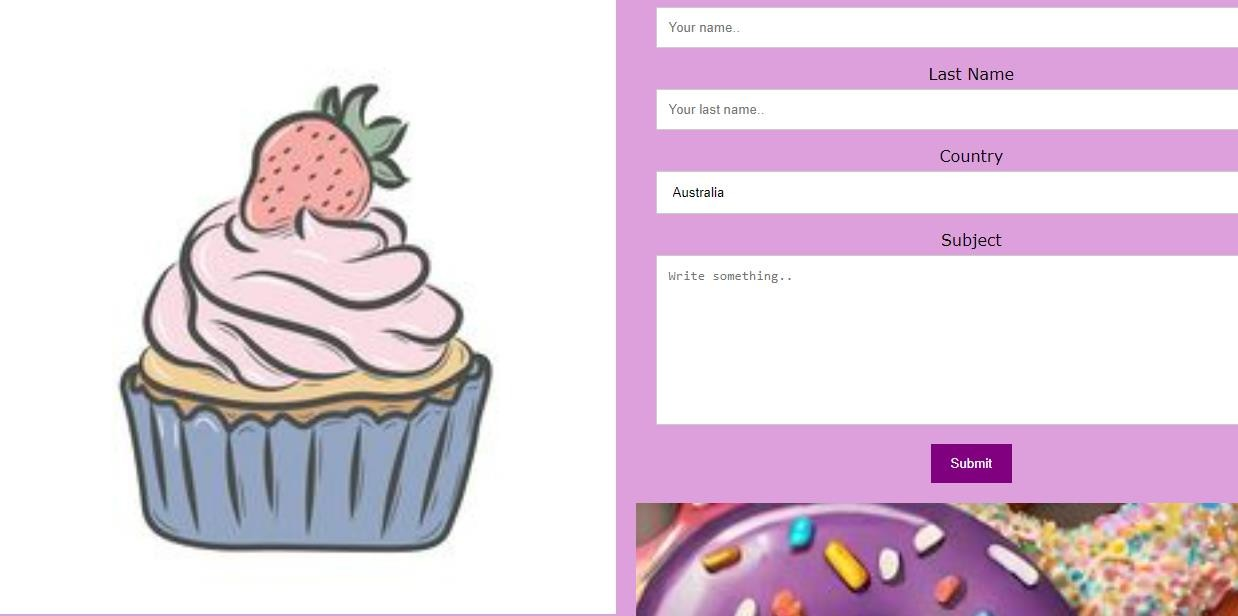 Your name..
Last Name
Your last name..
Country
Australia
Subject
Write something..
Submit